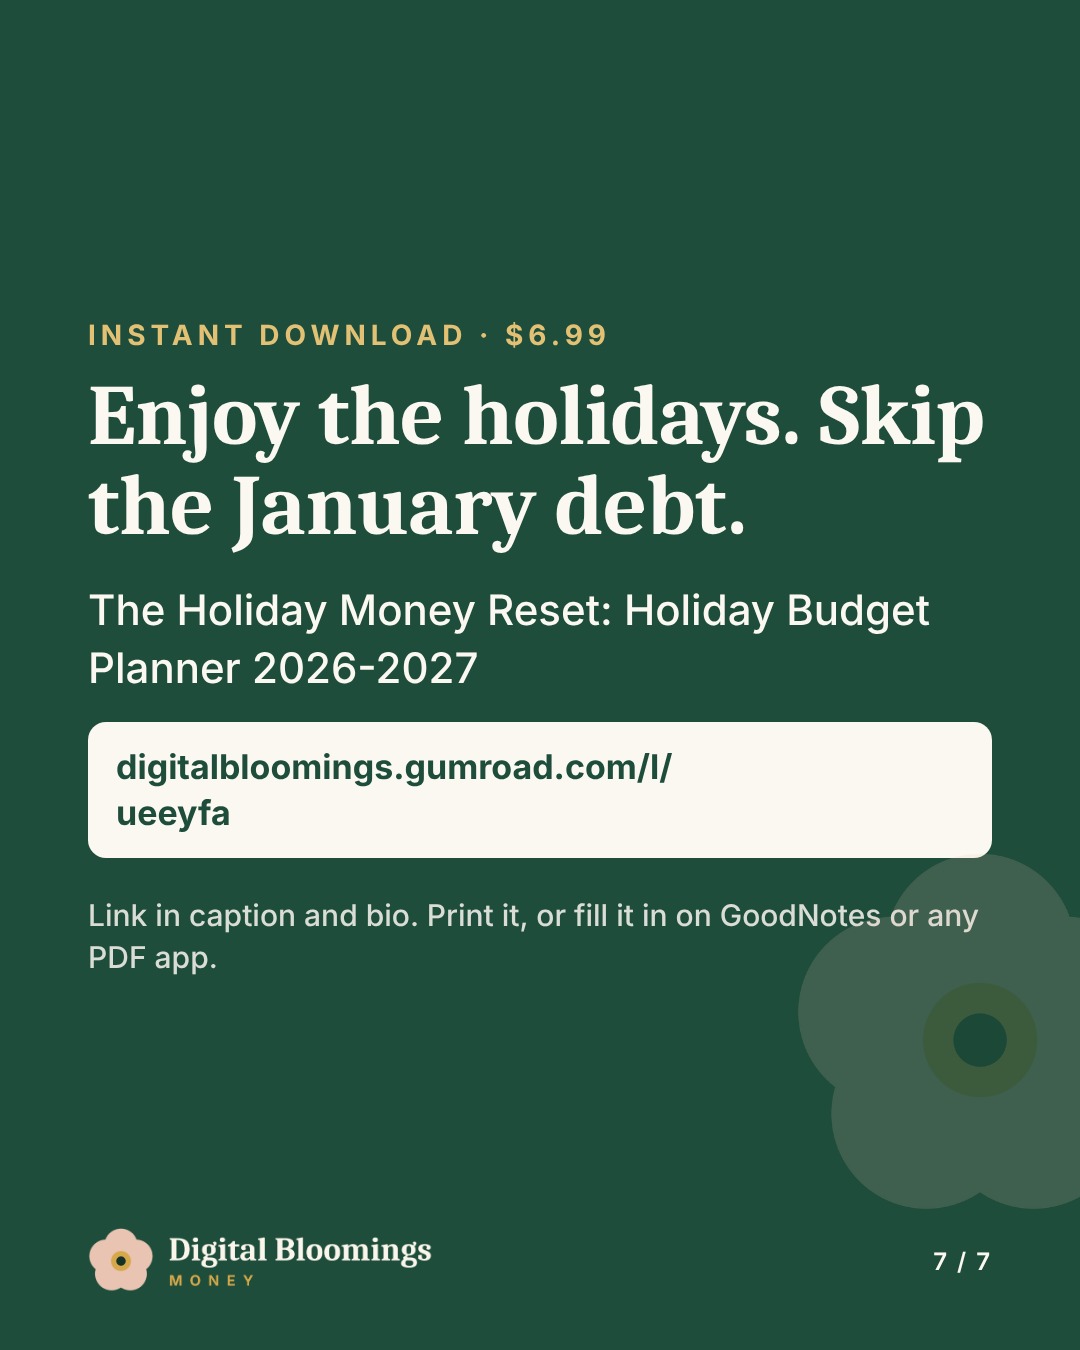 INSTANT DOWNLOAD · $6.99
Enjoy the holidays. Skip
the January debt.
The Holiday Money Reset: Holiday Budget
Planner 2026-2027
digitalbloomings.gumroad.com/l/
ueeyfa
Link in caption and bio. Print it, or fill it in on GoodNotes or any
PDF app.
Digital Bloomings
MONEY
7 / 7